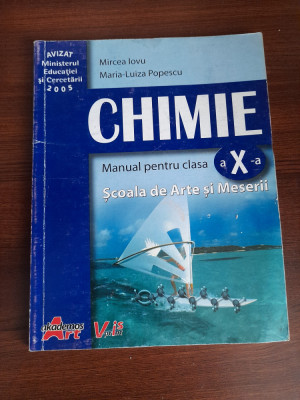 AVIZAT
Ministerul
Educației
și Cercetării
2005
Mircea Iovu
Maria-Luiza Popescu
CHIMIE
Manual pentru clasa a X-a
Școala de Arte și Meserii
akademos
Art